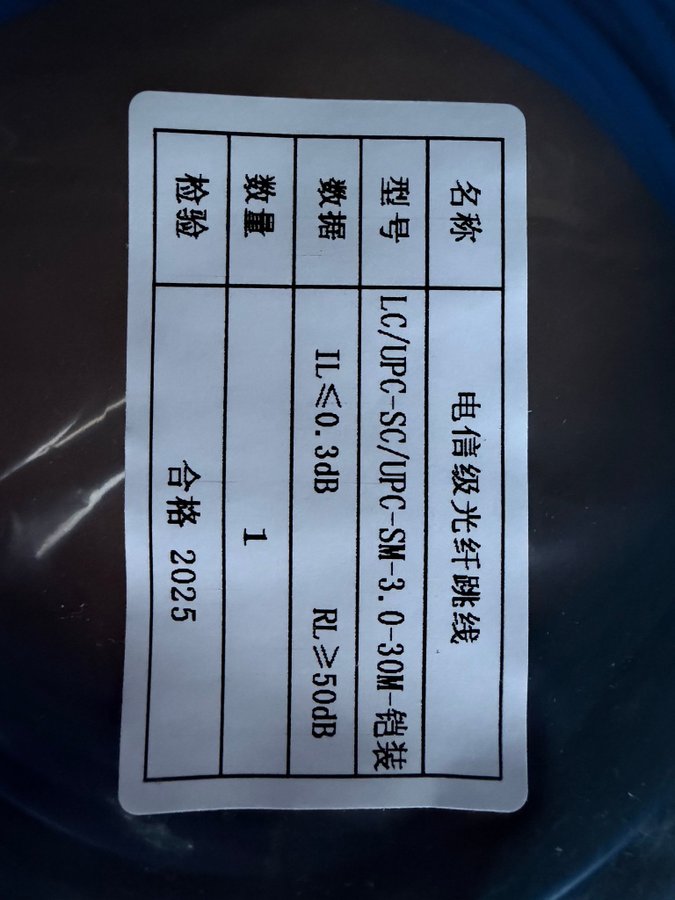 名称 电信级光纤跳线
型号 LC/UPC-SC/UPC-SM-3.0-30M-铠装
数据 IL≤0.3dB RL≥50dB
数量 1
检验 合格 2025